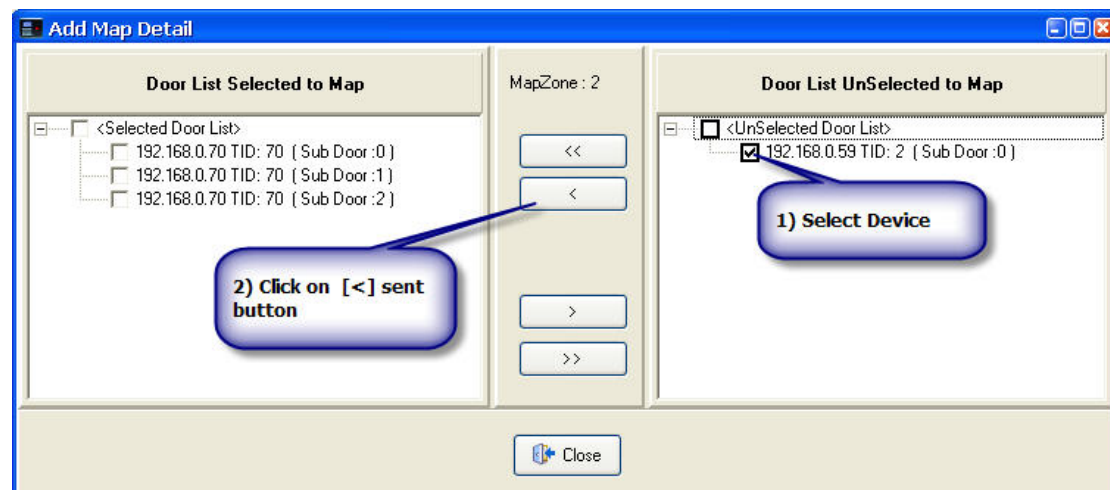 Add Map Detail
Door List Selected to Map
MapZone : 2
Door List UnSelected to Map
<Selected Door List>
192.168.0.70 TID: 70 ( Sub Door :0 )
192.168.0.70 TID: 70 ( Sub Door :1 )
192.168.0.70 TID: 70 ( Sub Door :2 )
<<
<
>
>>
<UnSelected Door List>
192.168.0.59 TID: 2 ( Sub Door :0 )
1) Select Device
2) Click on [<] sent
button
Close